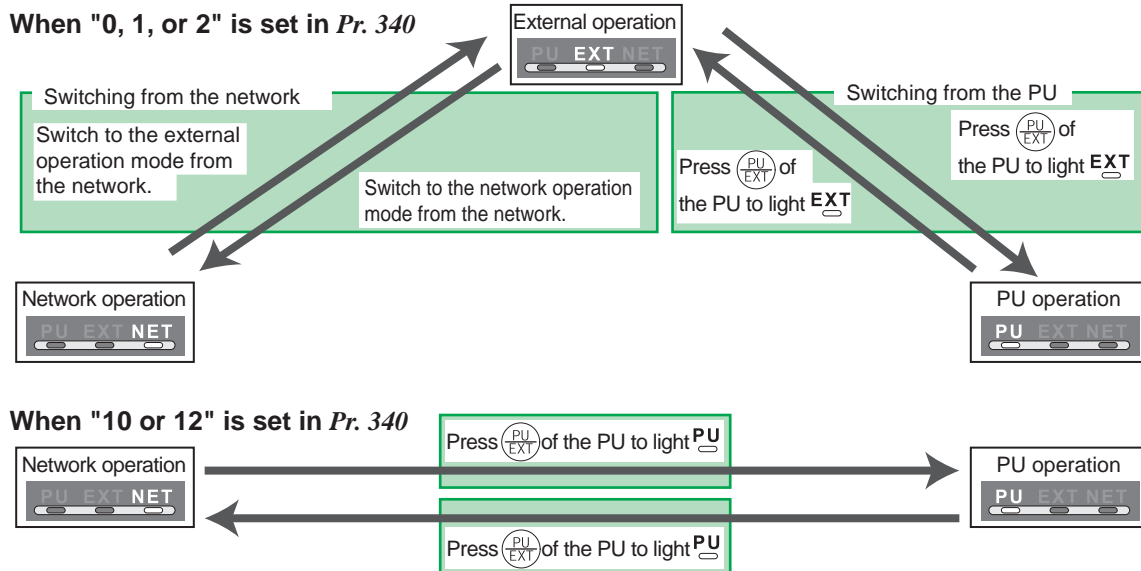 When "0, 1, or 2" is set in Pr. 340
External operation
PU EXT NET
Switching from the network
Switch to the external
operation mode from
the network.
Switch to the network operation
mode from the network.
Switching from the PU
Press PU/EXT of
the PU to light EXT
Press PU/EXT of
the PU to light EXT
Network operation
PU EXT NET
PU operation
PU EXT NET
When "10 or 12" is set in Pr. 340
Network operation
PU EXT NET
Press PU/EXT of the PU to light PU
Press PU/EXT of the PU to light PU
PU operation
PU EXT NET